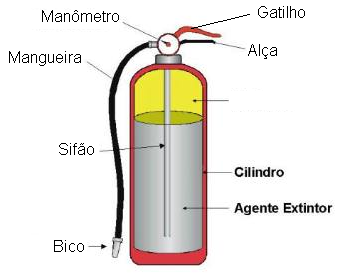 Manômetro
Gatilho
Alça
Mangueira
Sifão
Cilindro
Agente Extintor
Bico